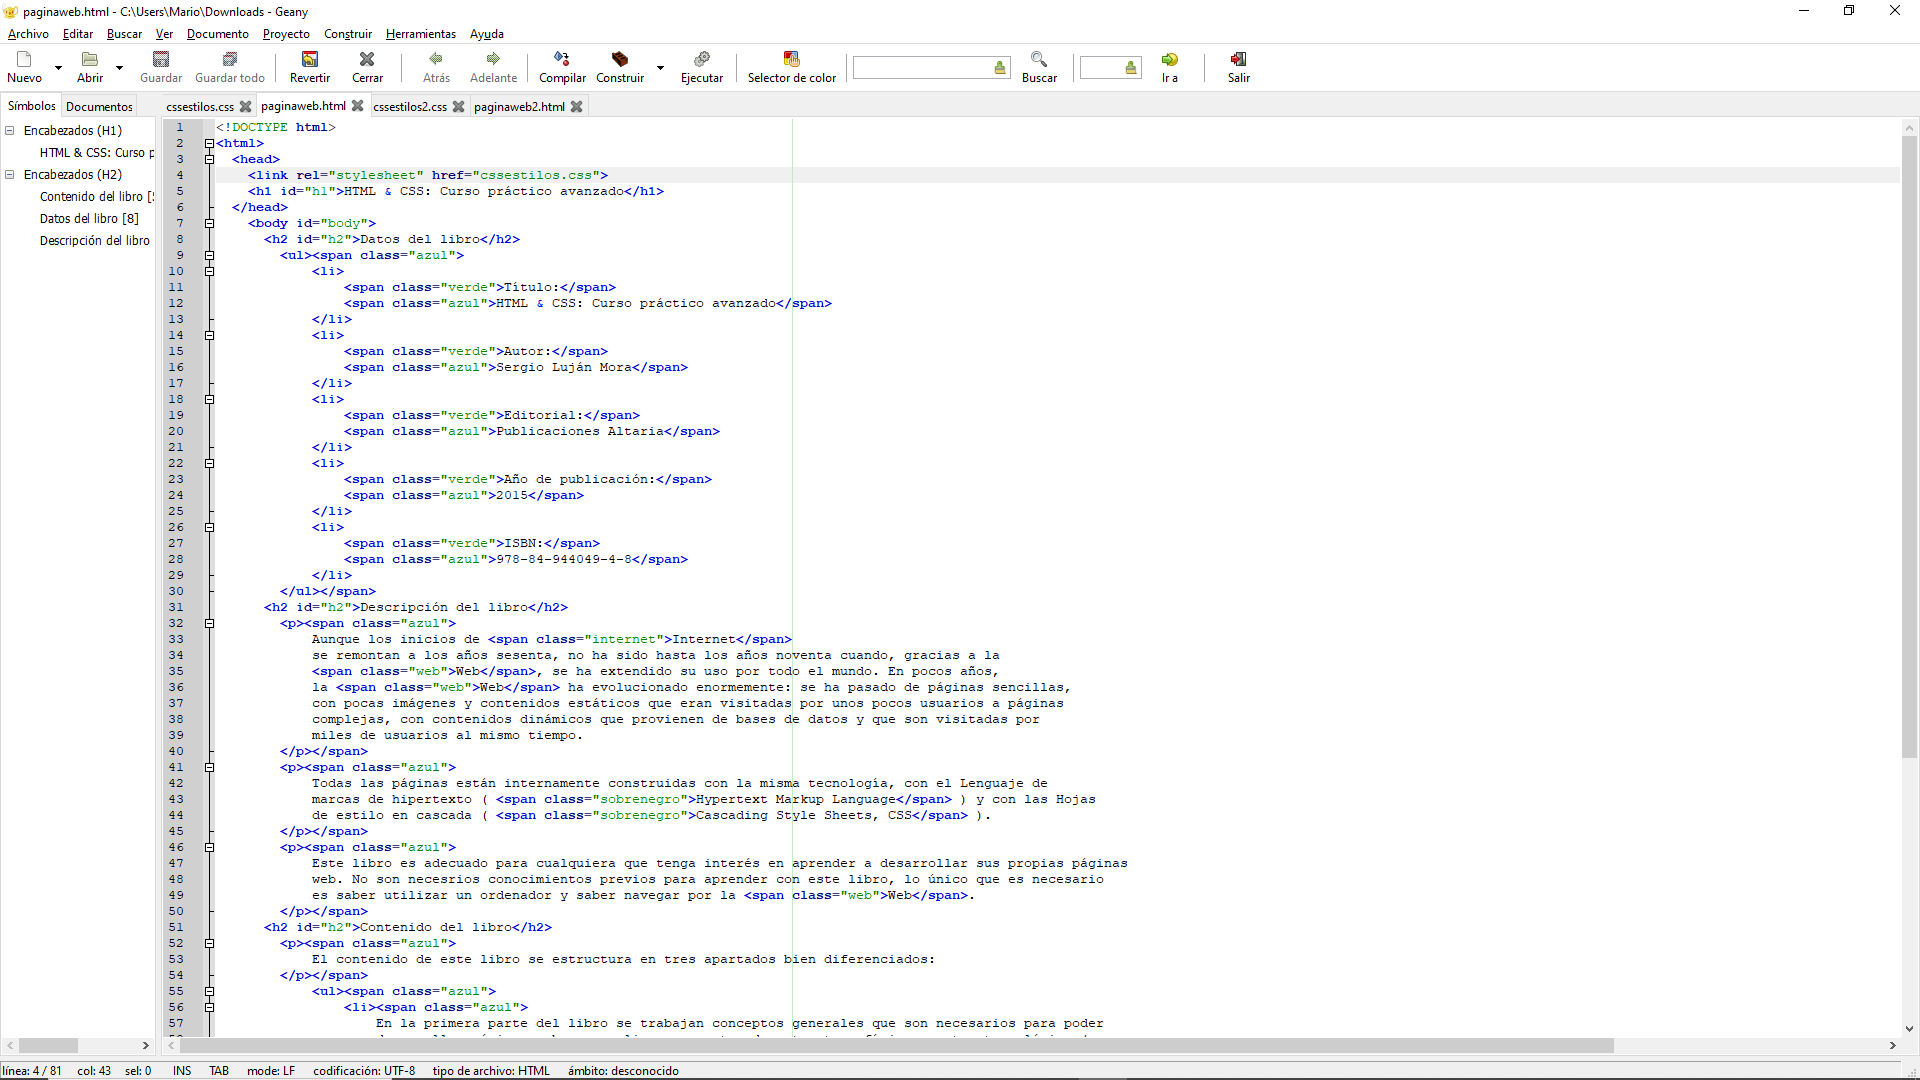 paginaweb.html - C:\Users\Mario\Downloads - Geany
Archivo Editar Buscar Ver Documento Proyecto Construir Herramientas Ayuda
Nuevo Abrir Guardar Guardar todo Revertir Cerrar Atrás Adelante Compilar Construir Ejecutar Selector de color Buscar Ir a Salir
Símbolos Documentos
Encabezados (H1)
HTML & CSS: Curso p
Encabezados (H2)
Contenido del libro [
Datos del libro [8]
Descripción del libro
cssestilos.css paginaweb.html cssestilos2.css paginaweb2.html
1 <!DOCTYPE html>
2 <html>
3 <head>
4 <link rel="stylesheet" href="cssestilos.css">
5 <h1 id="h1">HTML & CSS: Curso práctico avanzado</h1>
6 </head>
7 <body id="body">
8 <h2 id="h2">Datos del libro</h2>
9 <ul><span class="azul">
10 <li>
11 <span class="verde">Título:</span>
12 <span class="azul">HTML & CSS: Curso práctico avanzado</span>
13 </li>
14 <li>
15 <span class="verde">Autor:</span>
16 <span class="azul">Sergio Luján Mora</span>
17 </li>
18 <li>
19 <span class="verde">Editorial:</span>
20 <span class="azul">Publicaciones Altaria</span>
21 </li>
22 <li>
23 <span class="verde">Año de publicación:</span>
24 <span class="azul">2015</span>
25 </li>
26 <li>
27 <span class="verde">ISBN:</span>
28 <span class="azul">978-84-944049-4-8</span>
29 </li>
30 </ul></span>
31 <h2 id="h2">Descripción del libro</h2>
32 <p><span class="azul">
33 Aunque los inicios de <span class="internet">Internet</span>
34 se remontan a los años sesenta, no ha sido hasta los años noventa cuando, gracias a la
35 <span class="web">Web</span>, se ha extendido su uso por todo el mundo. En pocos años,
36 la <span class="web">Web</span> ha evolucionado enormemente: se ha pasado de páginas sencillas,
37 con pocas imágenes y contenidos estáticos que eran visitadas por unos pocos usuarios a páginas
38 complejas, con contenidos dinámicos que provienen de bases de datos y que son visitadas por
39 miles de usuarios al mismo tiempo.
40 </p></span>
41 <p><span class="azul">
42 Todas las páginas están internamente construidas con la misma tecnología, con el Lenguaje de
43 marcas de hipertexto ( <span class="sobrenegro">Hypertext Markup Language</span> ) y con las Hojas
44 de estilo en cascada ( <span class="sobrenegro">Cascading Style Sheets, CSS</span> ).
45 </p></span>
46 <p><span class="azul">
47 Este libro es adecuado para cualquiera que tenga interés en aprender a desarrollar sus propias páginas
48 web. No son necesrios conocimientos previos para aprender con este libro, lo único que es necesario
49 es saber utilizar un ordenador y saber navegar por la <span class="web">Web</span>.
50 </p></span>
51 <h2 id="h2">Contenido del libro</h2>
52 <p><span class="azul">
53 El contenido de este libro se estructura en tres apartados bien diferenciados:
54 </p></span>
55 <ul><span class="azul">
56 <li><span class="azul">
57 En la primera parte del libro se trabajan conceptos generales que son necesarios para poder
línea: 4 / 81 col: 43 sel: 0 INS TAB mode: LF codificación: UTF-8 tipo de archivo: HTML ámbito: desconocido